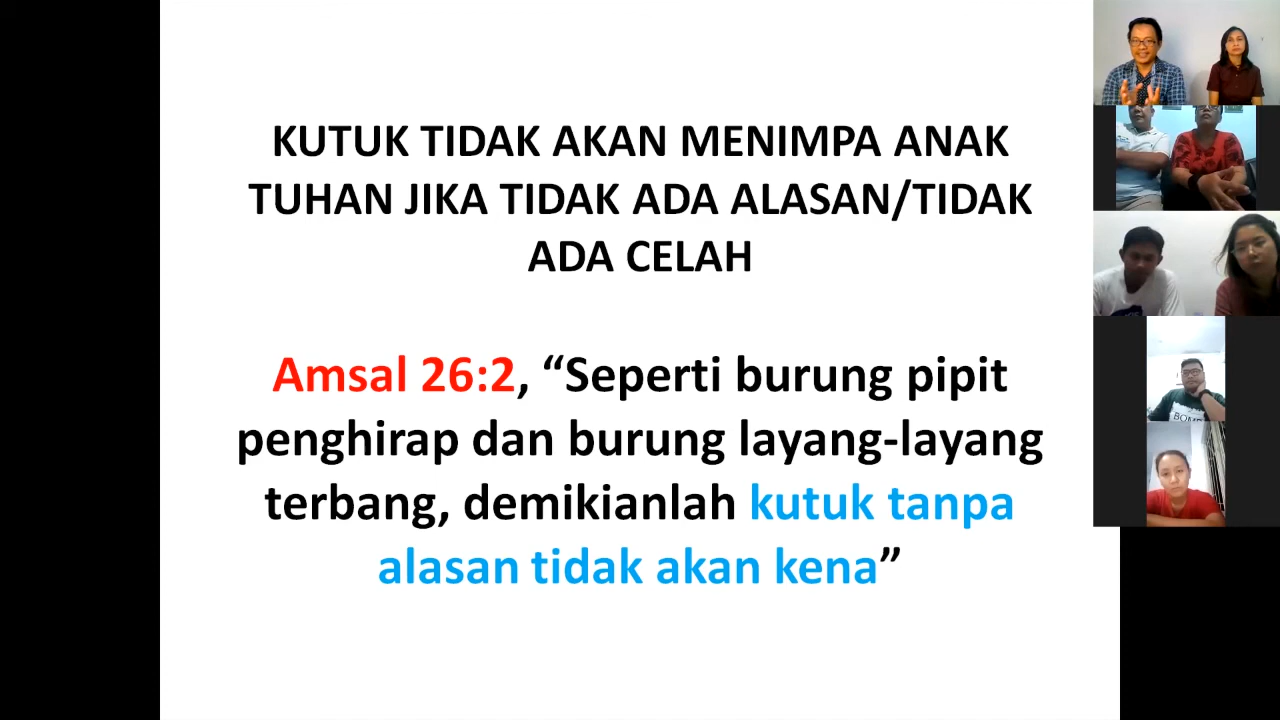 KUTUK TIDAK AKAN MENIMPA ANAK
TUHAN JIKA TIDAK ADA ALASAN/TIDAK
ADA CELAH
Amsal 26:2, “Seperti burung pipit
penghirap dan burung layang-layang
terbang, demikianlah kutuk tanpa
alasan tidak akan kena”